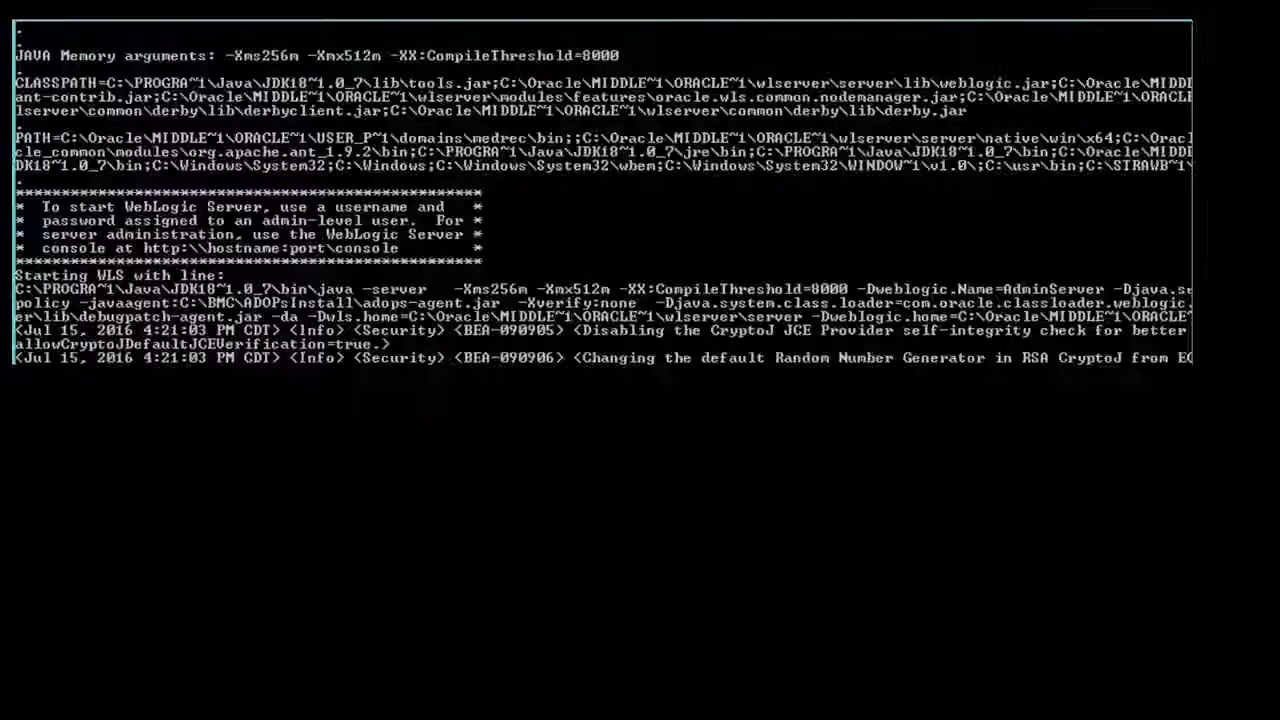 .
.
JAVA Memory arguments: -Xms256m -Xmx512m -XX:CompileThreshold=8000
.
CLASSPATH=C:\PROGRA~1\Java\JDK18~1.0_7\lib\tools.jar;C:\Oracle\MIDDLE~1\ORACLE~1\wlserver\server\lib\weblogic.jar;C:\Oracle\MIDD
ant-contrib.jar;C:\Oracle\MIDDLE~1\ORACLE~1\wlserver\modules\features\oracle.wls.common.nodemanager.jar;C:\Oracle\MIDDLE~1\ORACLE
lserver\common\derby\lib\derbyclient.jar;C:\Oracle\MIDDLE~1\ORACLE~1\wlserver\common\derby\lib\derby.jar
.
PATH=C:\Oracle\MIDDLE~1\ORACLE~1\USER_P~1\domains\medrec\bin;;C:\Oracle\MIDDLE~1\ORACLE~1\wlserver\server\native\win\x64;C:\Oracl
cle_common\modules\org.apache.ant_1.9.2\bin;C:\PROGRA~1\Java\JDK18~1.0_7\jre\bin;C:\PROGRA~1\Java\JDK18~1.0_7\bin;C:\Oracle\MIDD
DK18~1.0_7\bin;C:\Windows\System32;C:\Windows;C:\Windows\System32\wbem;C:\Windows\System32\WINDOW~1\v1.0\;C:\usr\bin;C:\STRAWB~1\
.
***************************************************
*  To start WebLogic Server, use a username and   *
*  password assigned to an admin-level user.  For *
*  server administration, use the WebLogic Server *
*  console at http:\\hostname:port\console        *
***************************************************
Starting WLS with line:
C:\PROGRA~1\Java\JDK18~1.0_7\bin\java -server   -Xms256m -Xmx512m -XX:CompileThreshold=8000 -Dweblogic.Name=AdminServer -Djava.se
policy -javaagent:C:\BMC\ADOPsInstall\adops-agent.jar  -Xverify:none  -Djava.system.class.loader=com.oracle.classloader.weblogic.
er\lib\debugpatch-agent.jar -da -Dwls.home=C:\Oracle\MIDDLE~1\ORACLE~1\wlserver\server -Dweblogic.home=C:\Oracle\MIDDLE~1\ORACLE~
<Jul 15, 2016 4:21:03 PM CDT> <Info> <Security> <BEA-090905> <Disabling the CryptoJ JCE Provider self-integrity check for better
allowCryptoJDefaultJCEVerification=true.>
<Jul 15, 2016 4:21:03 PM CDT> <Info> <Security> <BEA-090906> <Changing the default Random Number Generator in RSA CryptoJ from EC